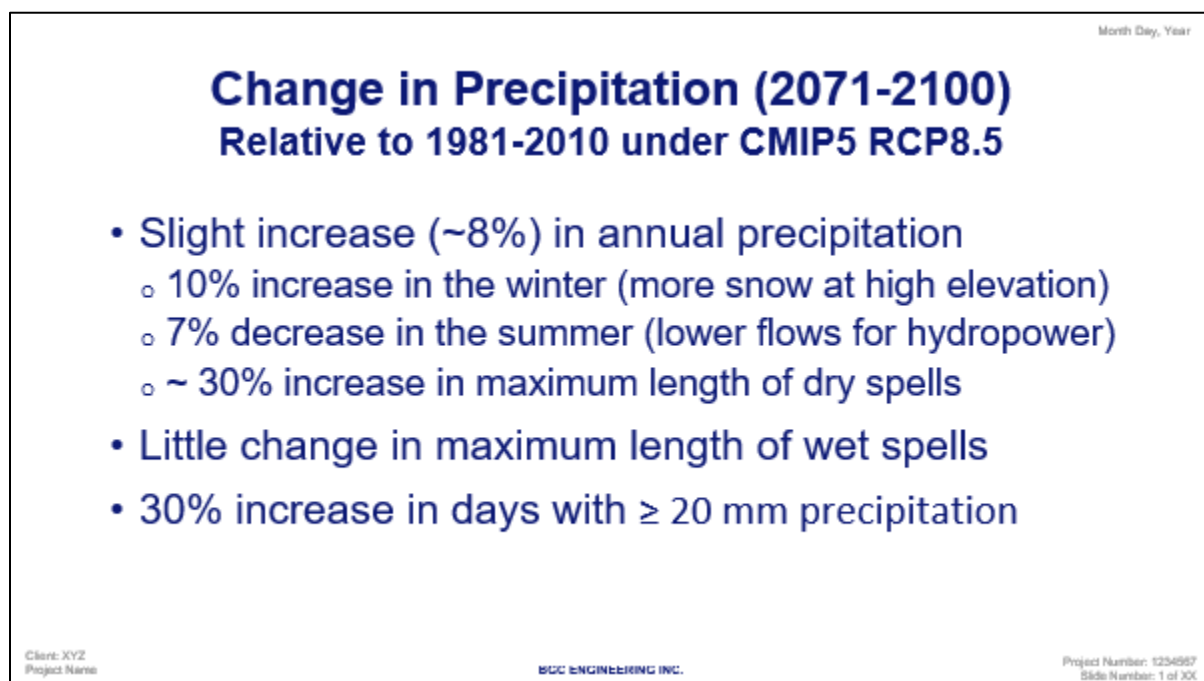 Month Day, Year
Change in Precipitation (2071-2100)
Relative to 1981-2010 under CMIP5 RCP8.5
• Slight increase (~8%) in annual precipitation
o 10% increase in the winter (more snow at high elevation)
o 7% decrease in the summer (lower flows for hydropower)
o ~ 30% increase in maximum length of dry spells
• Little change in maximum length of wet spells
• 30% increase in days with ≥ 20 mm precipitation
Client: XYZ
Project Name
BGC ENGINEERING INC.
Project Number: 1234567
Slide Number: 1 of XX